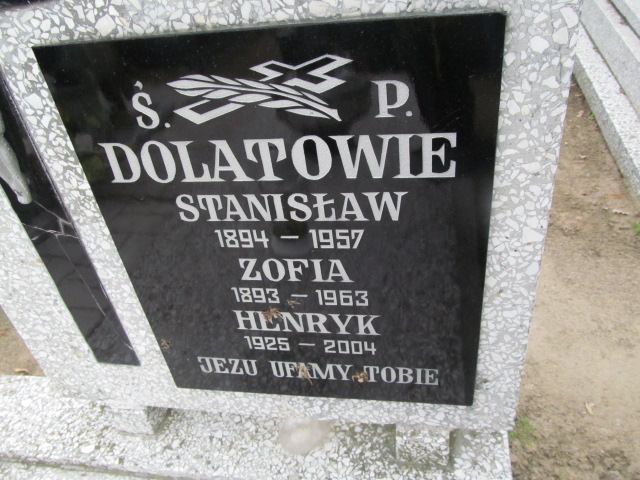 Ś. P.
DOLATOWIE
STANISŁAW
1894 – 1957
ZOFIA
1893 – 1963
HENRYK
1925 – 2004
JEZU UFAMY TOBIE